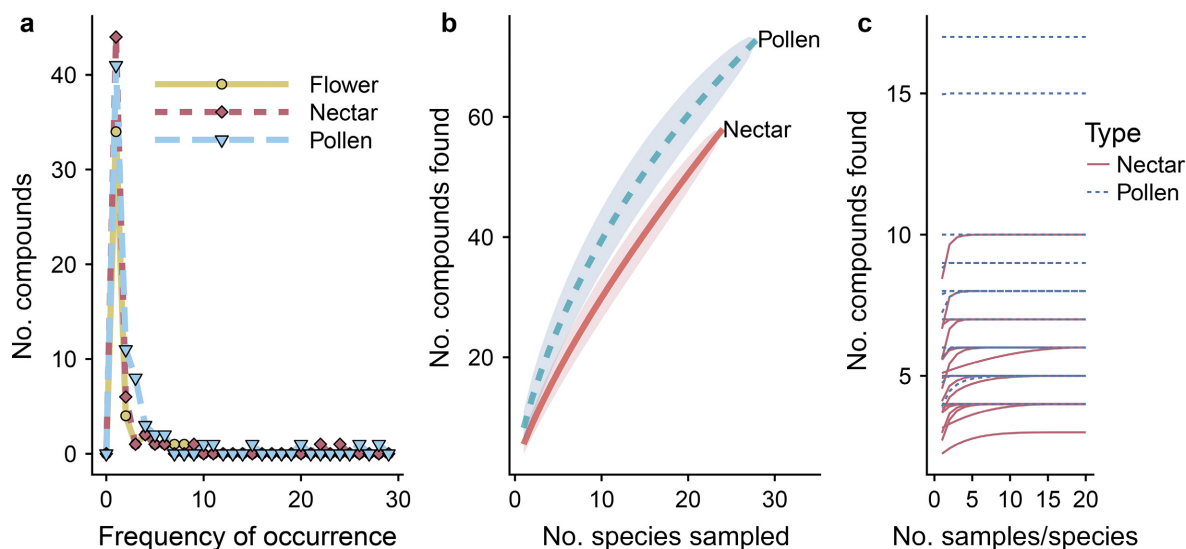 a
No. compounds
40
30
20
10
0
0
10
20
30
Frequency of occurrence
Flower
Nectar
Pollen
b
No. compounds found
60
40
20
0
10
20
30
No. species sampled
Pollen
Nectar
c
No. compounds found
15
10
5
0
5
10
15
20
No. samples/species
Type
Nectar
Pollen